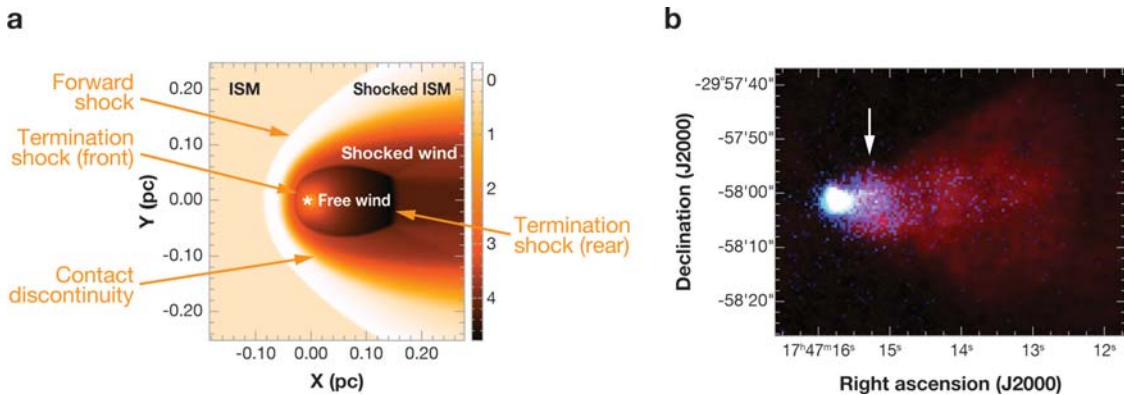 a
0.20
0.10
0.00
-0.10
-0.20
Y (pc)
-0.10
0.00
0.10
0.20
X (pc)
0
1
2
3
4
ISM
Shocked ISM
Shocked wind
Free wind
Forward
shock
Termination
shock (front)
Contact
discontinuity
Termination
shock (rear)
b
-29°57'40"
-57'50"
-58'00"
-58'10"
-58'20"
Declination (J2000)
17ʰ47ᵐ16ˢ
15ˢ
14ˢ
13ˢ
12ˢ
Right ascension (J2000)